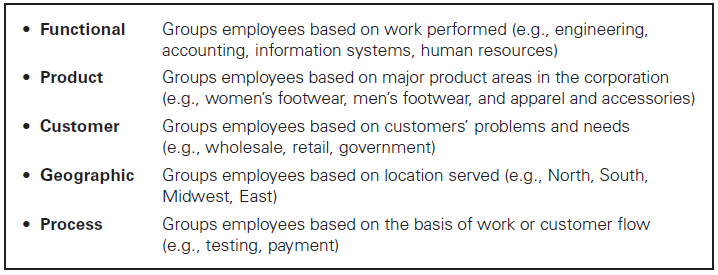 • Functional Groups employees based on work performed (e.g., engineering,
accounting, information systems, human resources)
• Product Groups employees based on major product areas in the corporation
(e.g., women's footwear, men's footwear, and apparel and accessories)
• Customer Groups employees based on customers' problems and needs
(e.g., wholesale, retail, government)
• Geographic Groups employees based on location served (e.g., North, South,
Midwest, East)
• Process Groups employees based on the basis of work or customer flow
(e.g., testing, payment)